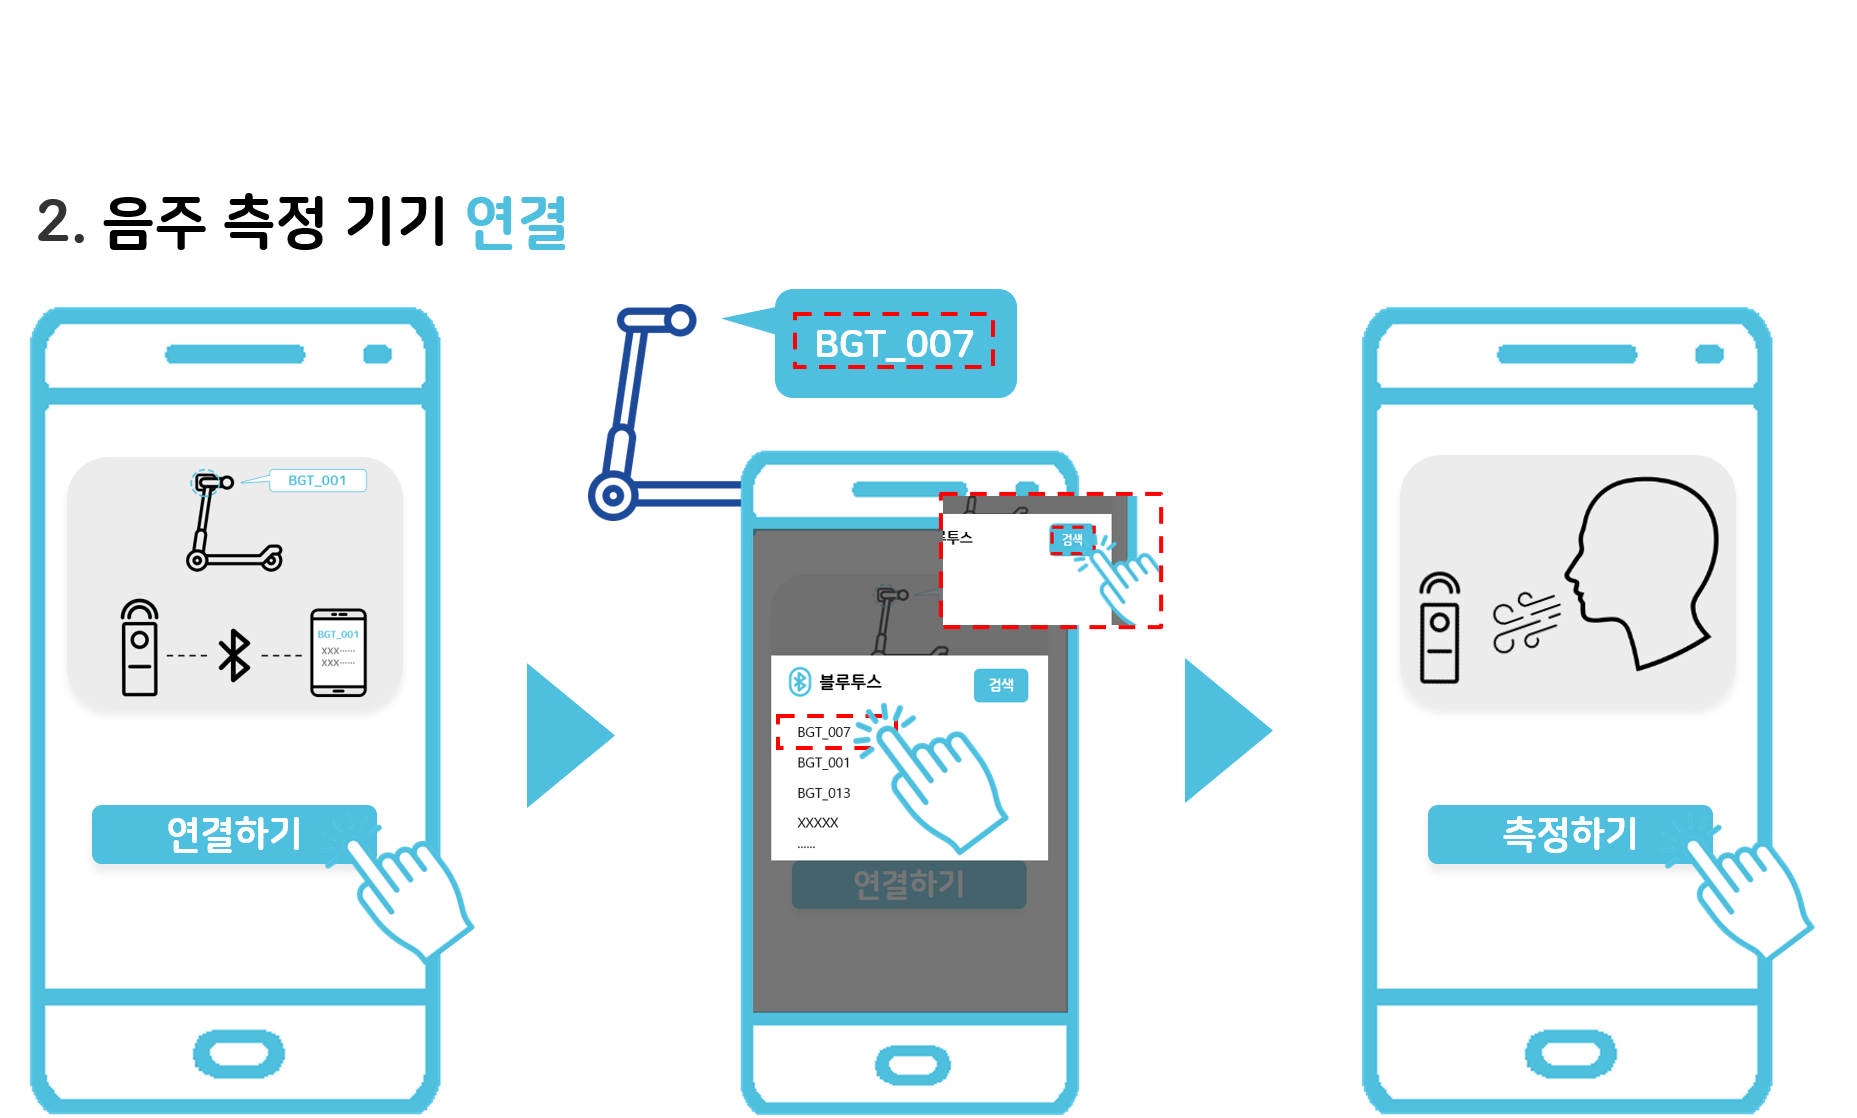 2. 음주 측정 기기 연결
BGT_001
BGT_001
XXX······
XXX······
연결하기
BGT_007
루투스
검색
블루투스
검색
BGT_007
BGT_001
BGT_013
XXXXX
......
연결하기
측정하기